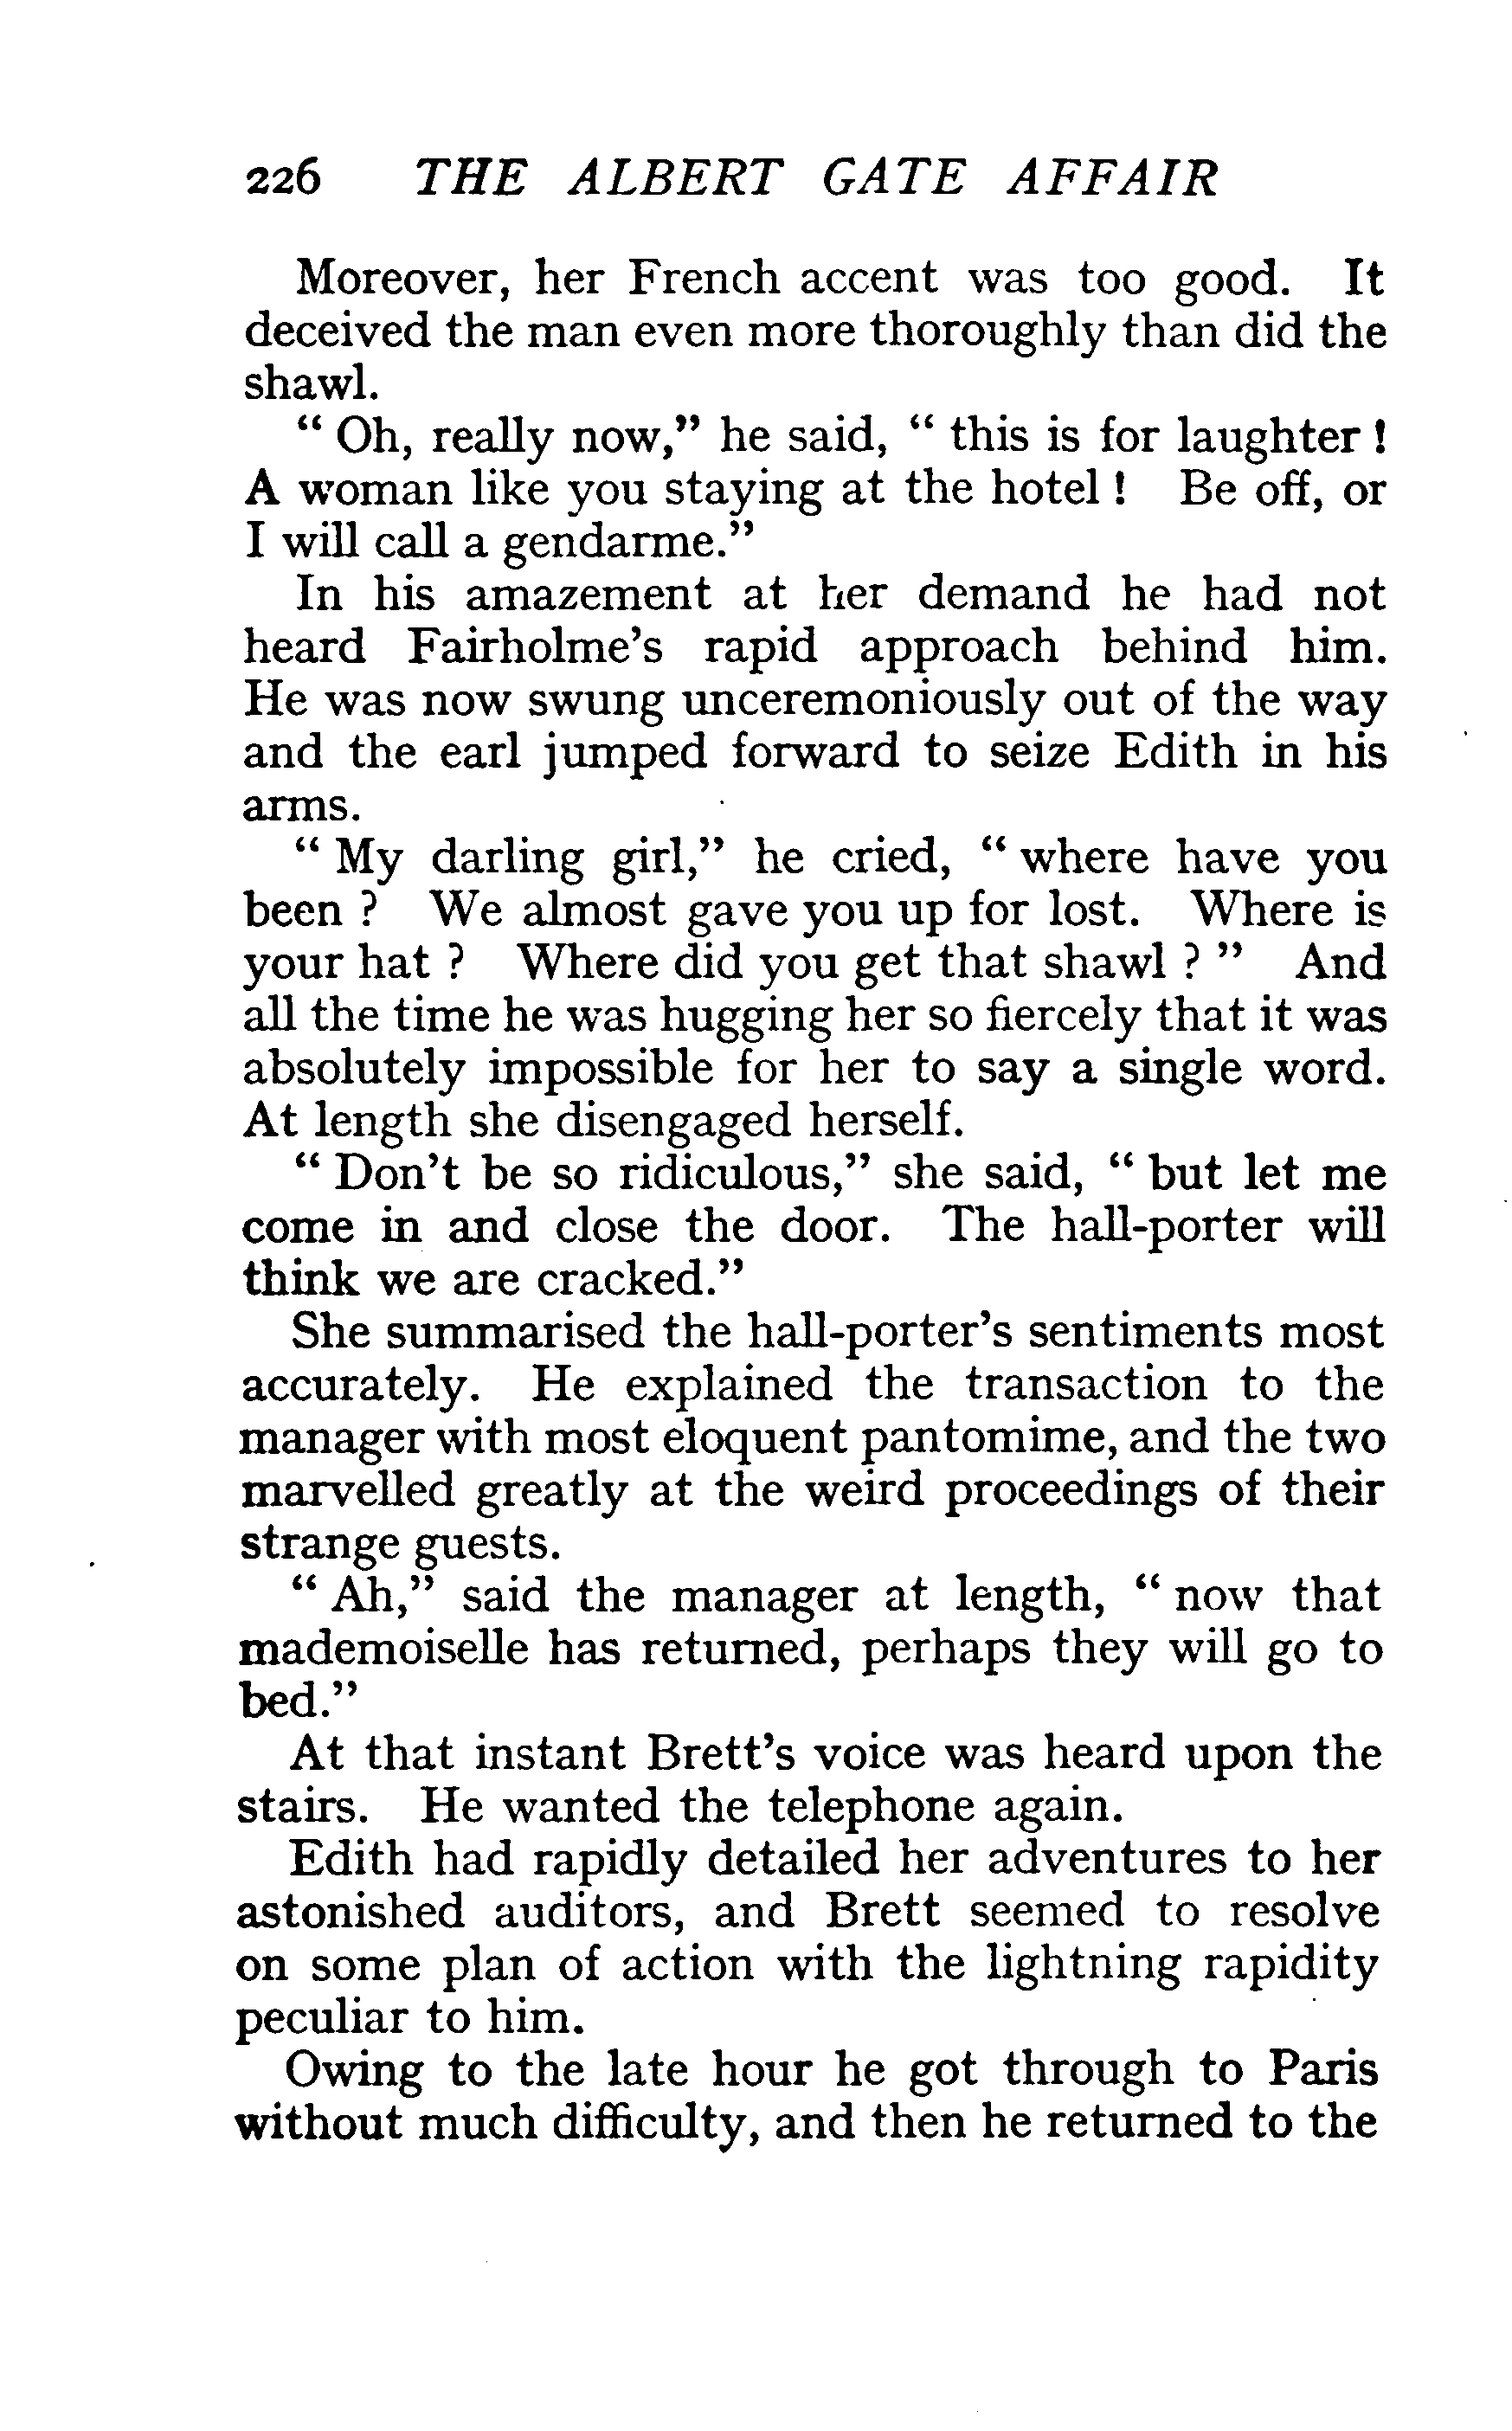 226 THE ALBERT GATE AFFAIR
Moreover, her French accent was too good. It
deceived the man even more thoroughly than did the
shawl.
“ Oh, really now,” he said, “ this is for laughter !
A woman like you staying at the hotel ! Be off, or
I will call a gendarme.”
In his amazement at her demand he had not
heard Fairholme’s rapid approach behind him.
He was now swung unceremoniously out of the way
and the earl jumped forward to seize Edith in his
arms.
“ My darling girl,” he cried, “ where have you
been ? We almost gave you up for lost. Where is
your hat ? Where did you get that shawl ? ” And
all the time he was hugging her so fiercely that it was
absolutely impossible for her to say a single word.
At length she disengaged herself.
“ Don’t be so ridiculous,” she said, “ but let me
come in and close the door. The hall-porter will
think we are cracked.”
She summarised the hall-porter’s sentiments most
accurately. He explained the transaction to the
manager with most eloquent pantomime, and the two
marvelled greatly at the weird proceedings of their
strange guests.
“ Ah,” said the manager at length, “ now that
mademoiselle has returned, perhaps they will go to
bed.”
At that instant Brett’s voice was heard upon the
stairs. He wanted the telephone again.
Edith had rapidly detailed her adventures to her
astonished auditors, and Brett seemed to resolve
on some plan of action with the lightning rapidity
peculiar to him.
Owing to the late hour he got through to Paris
without much difficulty, and then he returned to the